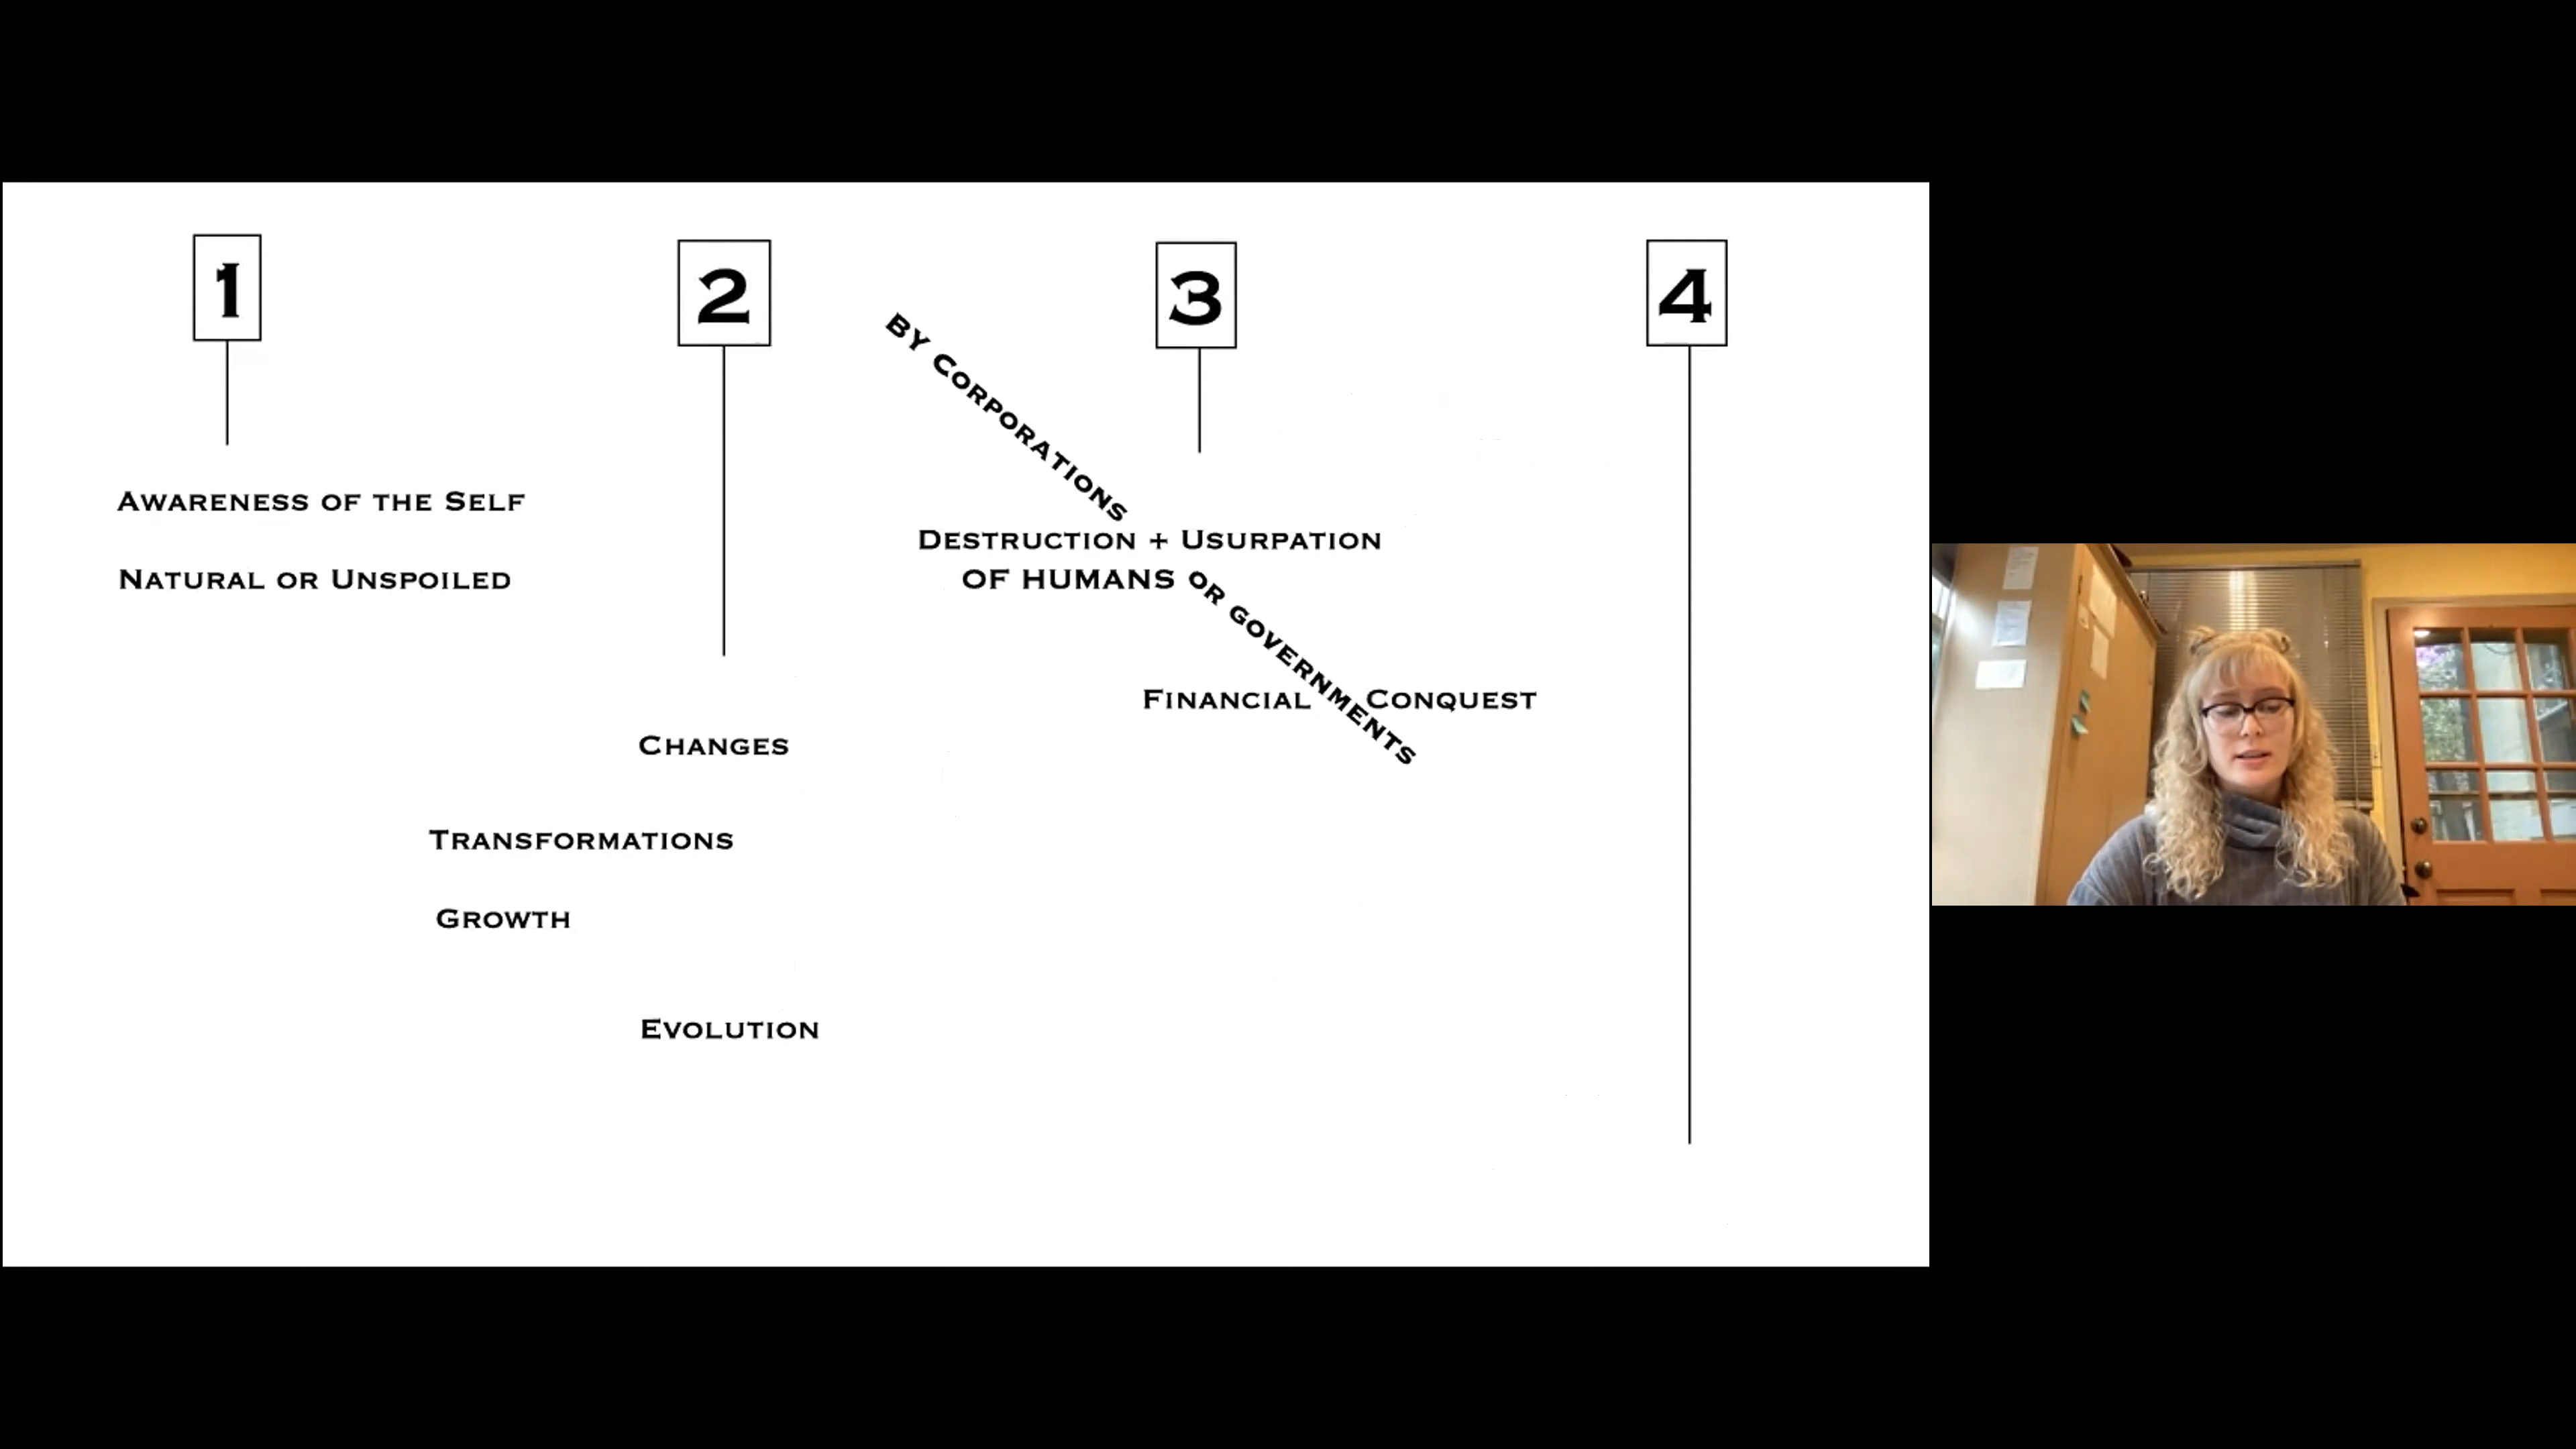 1
2
3
4
BY CORPORATIONS
AWARENESS OF THE SELF
NATURAL OR UNSPOILED
DESTRUCTION + USURPATION
OF HUMANS
OR GOVERNMENTS
FINANCIAL CONQUEST
CHANGES
TRANSFORMATIONS
GROWTH
EVOLUTION